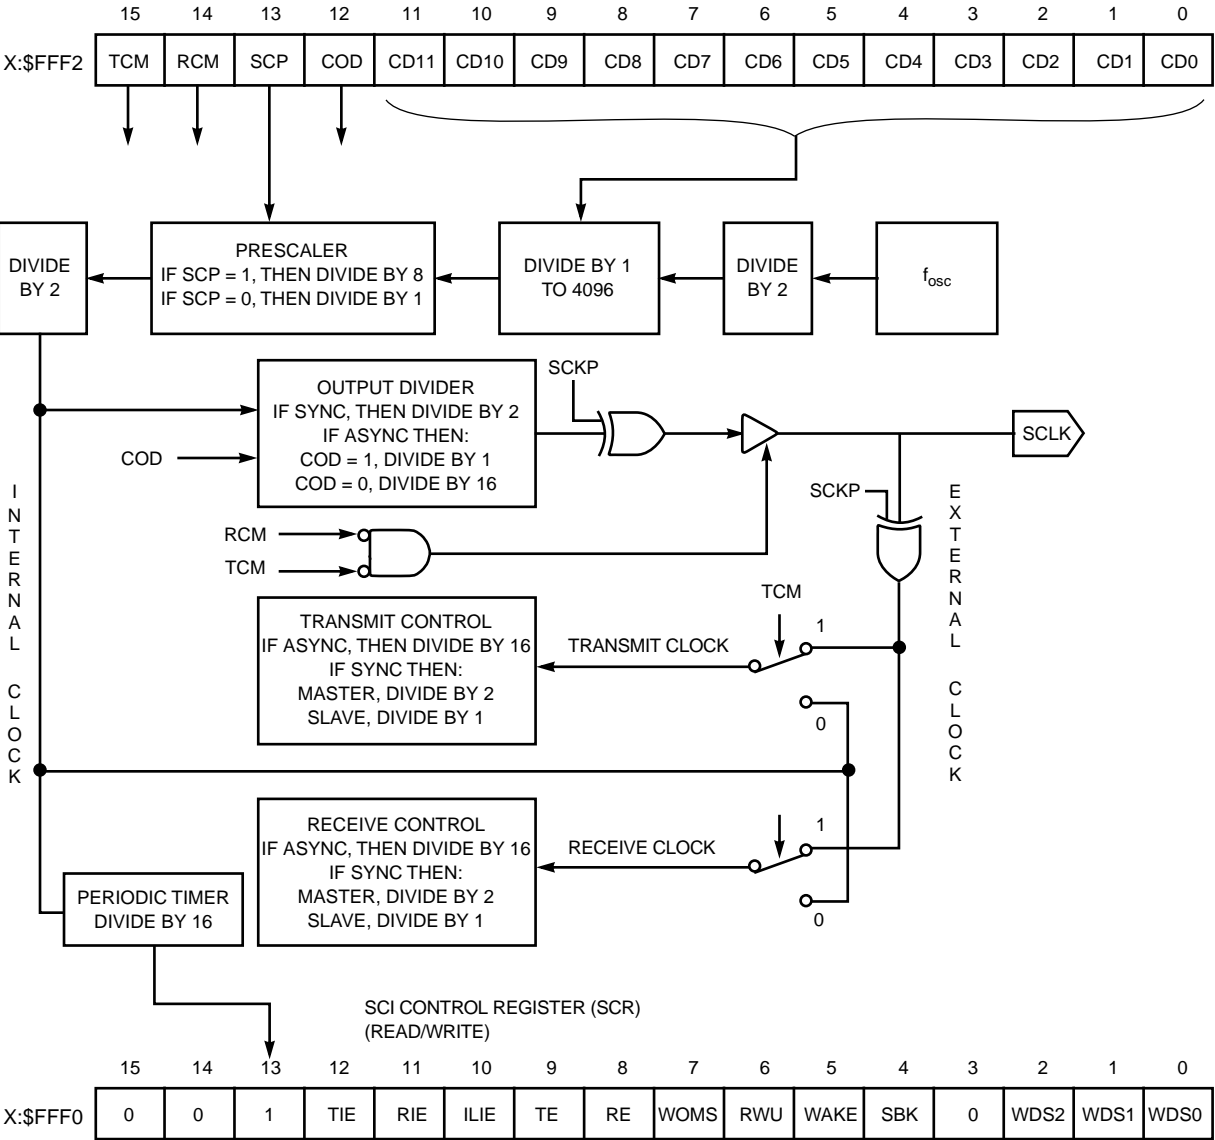 15 14 13 12 11 10 9 8 7 6 5 4 3 2 1 0
X:$FFF2 TCM RCM SCP COD CD11 CD10 CD9 CD8 CD7 CD6 CD5 CD4 CD3 CD2 CD1 CD0
DIVIDE
BY 2
PRESCALER
IF SCP = 1, THEN DIVIDE BY 8
IF SCP = 0, THEN DIVIDE BY 1
DIVIDE BY 1
TO 4096
DIVIDE
BY 2
fosc
OUTPUT DIVIDER
IF SYNC, THEN DIVIDE BY 2
IF ASYNC THEN:
COD = 1, DIVIDE BY 1
COD = 0, DIVIDE BY 16
COD
SCKP
SCLK
SCKP
RCM
TCM
INTERNAL CLOCK
EXTERNAL CLOCK
TRANSMIT CONTROL
IF ASYNC, THEN DIVIDE BY 16
IF SYNC THEN:
MASTER, DIVIDE BY 2
SLAVE, DIVIDE BY 1
TRANSMIT CLOCK
TCM
1
0
RECEIVE CONTROL
IF ASYNC, THEN DIVIDE BY 16
IF SYNC THEN:
MASTER, DIVIDE BY 2
SLAVE, DIVIDE BY 1
RECEIVE CLOCK
1
0
PERIODIC TIMER
DIVIDE BY 16
SCI CONTROL REGISTER (SCR)
(READ/WRITE)
15 14 13 12 11 10 9 8 7 6 5 4 3 2 1 0
X:$FFF0 0 0 1 TIE RIE ILIE TE RE WOMS RWU WAKE SBK 0 WDS2 WDS1 WDS0